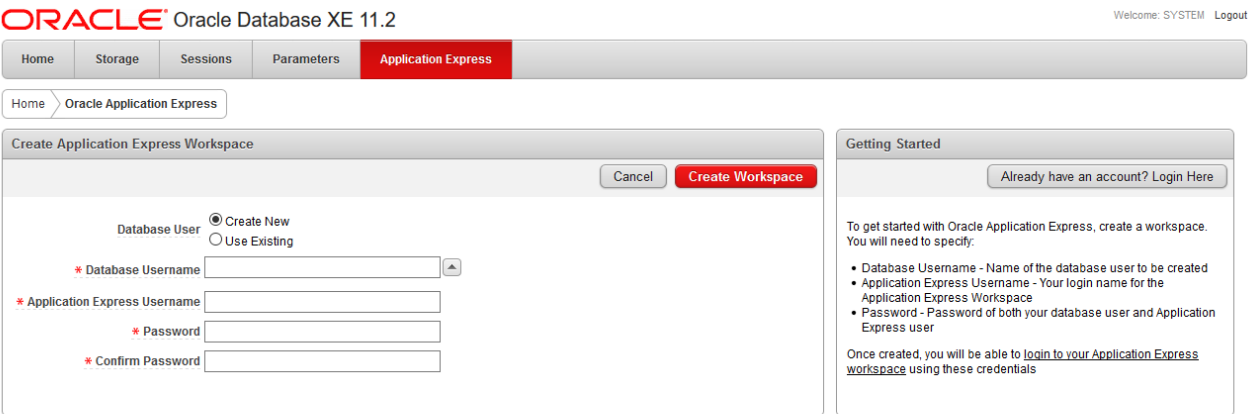 ORACLE Oracle Database XE 11.2
Welcome: SYSTEM Logout
Home Storage Sessions Parameters Application Express
Home Oracle Application Express
Create Application Express Workspace
Cancel Create Workspace
Database User
Create New
Use Existing
* Database Username
* Application Express Username
* Password
* Confirm Password
Getting Started
Already have an account? Login Here
To get started with Oracle Application Express, create a workspace.
You will need to specify:
• Database Username - Name of the database user to be created
• Application Express Username - Your login name for the
Application Express Workspace
• Password - Password of both your database user and Application
Express user
Once created, you will be able to login to your Application Express
workspace using these credentials